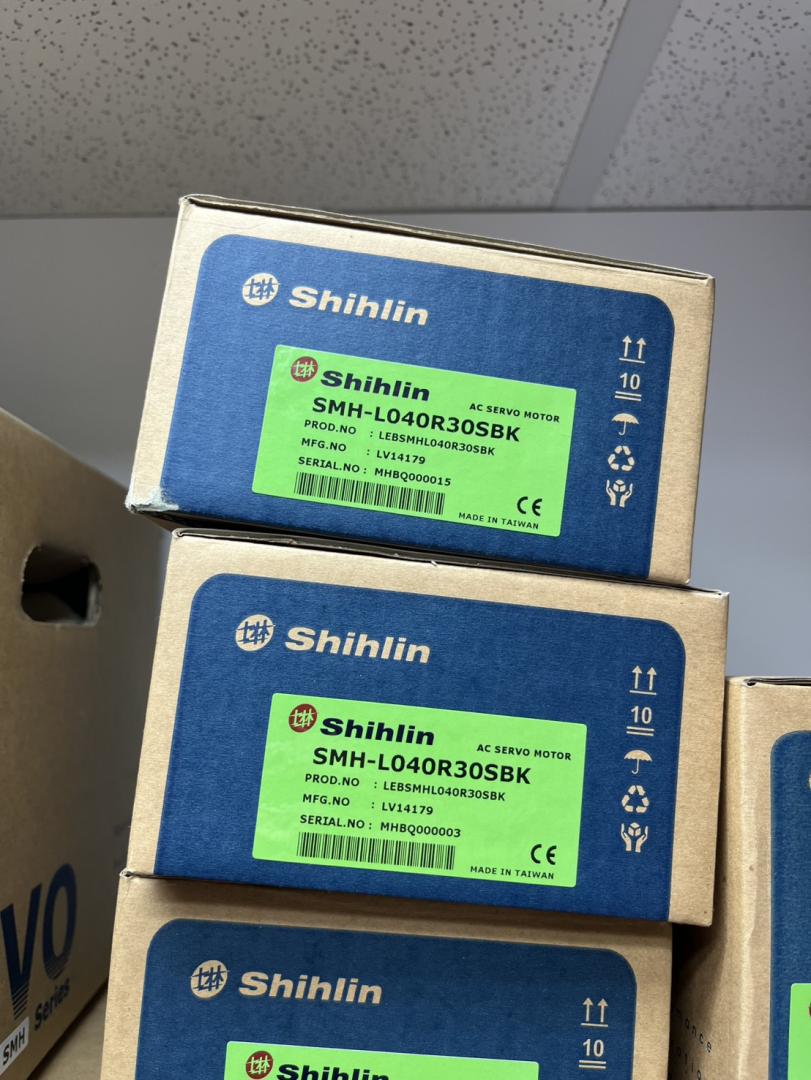 士林 Shihlin
10
士林 Shihlin
AC SERVO MOTOR
SMH-L040R30SBK
PROD.NO : LEBSMHL040R30SBK
MFG.NO : LV14179
SERIAL.NO : MHBQ000015
CE
MADE IN TAIWAN
士林 Shihlin
10
士林 Shihlin
AC SERVO MOTOR
SMH-L040R30SBK
PROD.NO : LEBSMHL040R30SBK
MFG.NO : LV14179
SERIAL.NO : MHBQ000003
CE
MADE IN TAIWAN
士林 Shihlin
10
士林 Shihlin
VO
Series
SMH